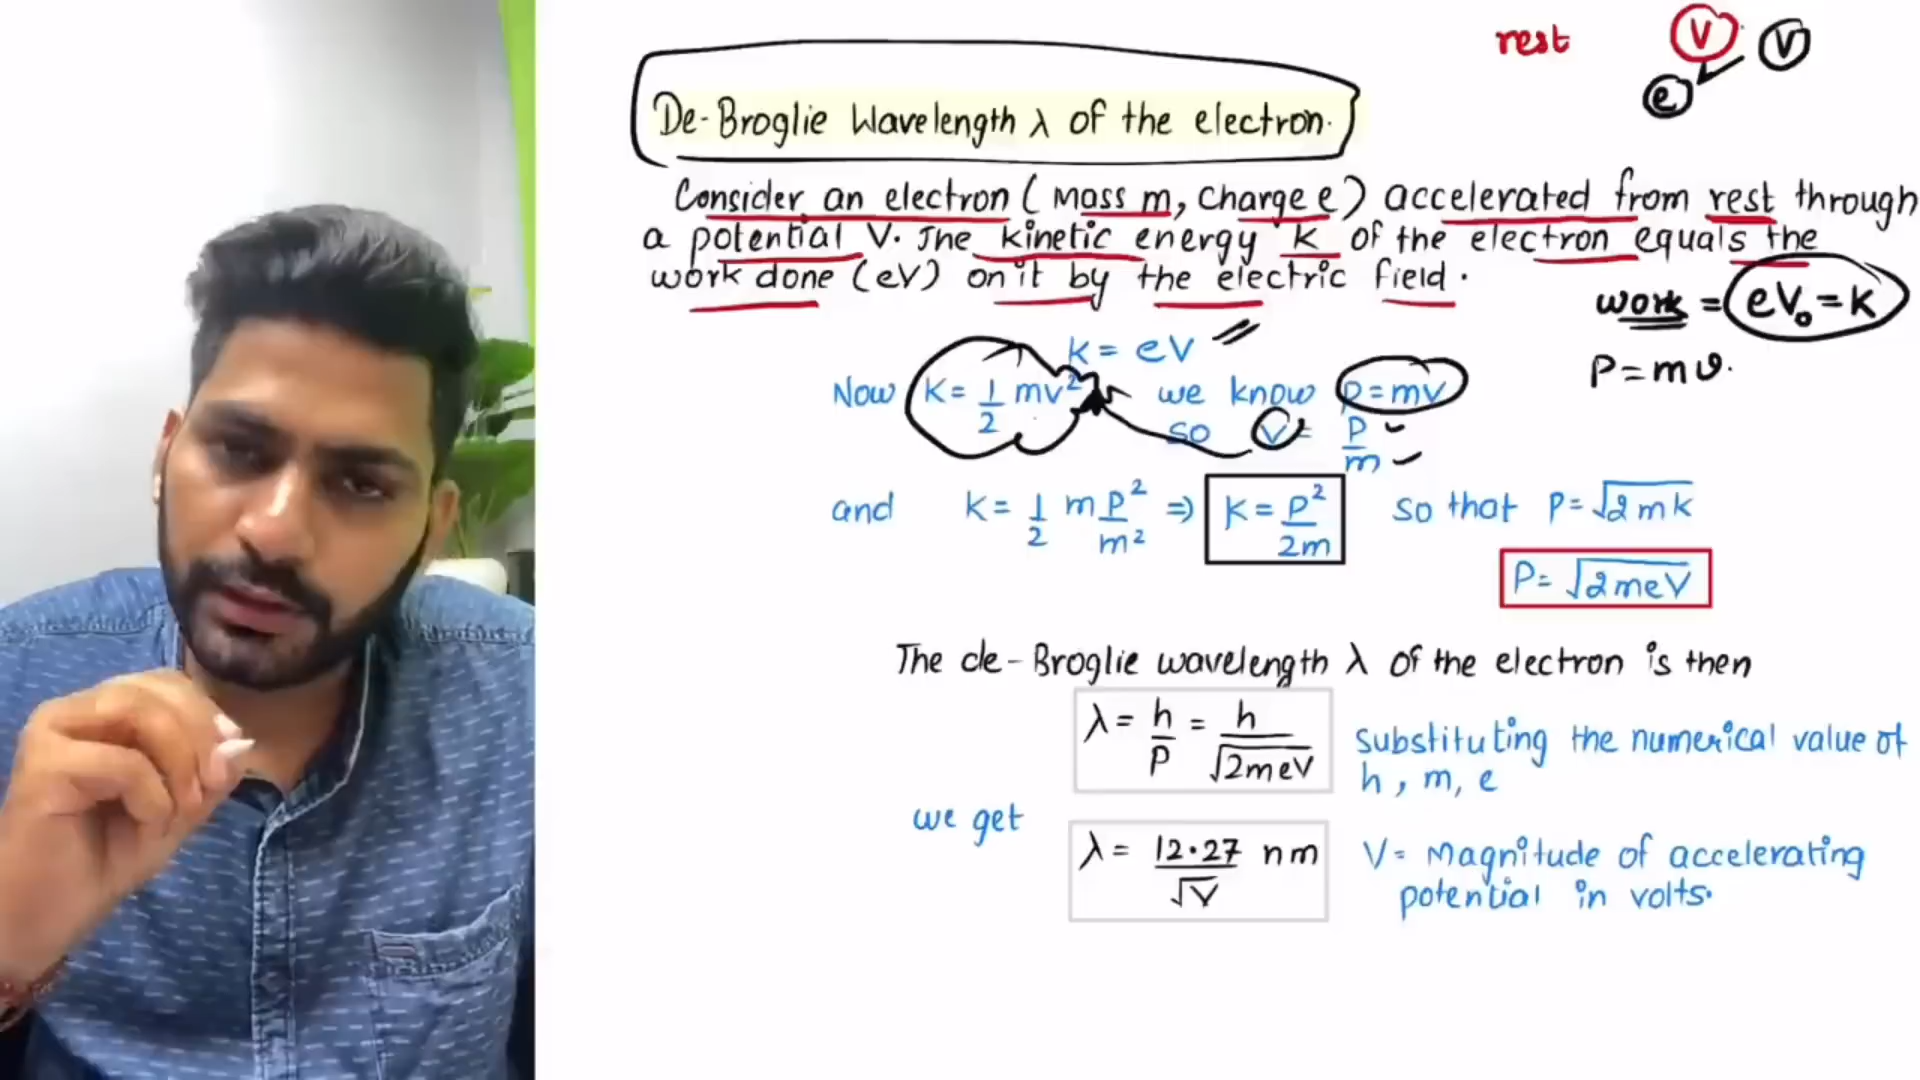 rest V V
e
De-Broglie Wavelength λ of the electron.
Consider an electron ( Mass m, Charge e ) accelerated from rest through
a potential V. The kinetic energy K of the electron equals the
work done (eV) on it by the electric field .
work = eV₀ = K
P = mv.
K = eV
Now K = 1/2 mv² we know p = mv
so v = P/m
and K = 1/2 m P²/m² ⇒ K = P²/2m so that P = √2mK
P = √2meV
The de-Broglie wavelength λ of the electron is then
λ = h/P = h/√2meV Substituting the numerical value of
h , m, e
we get
λ = 12.27/√V nm V = Magnitude of accelerating
potential in volts.